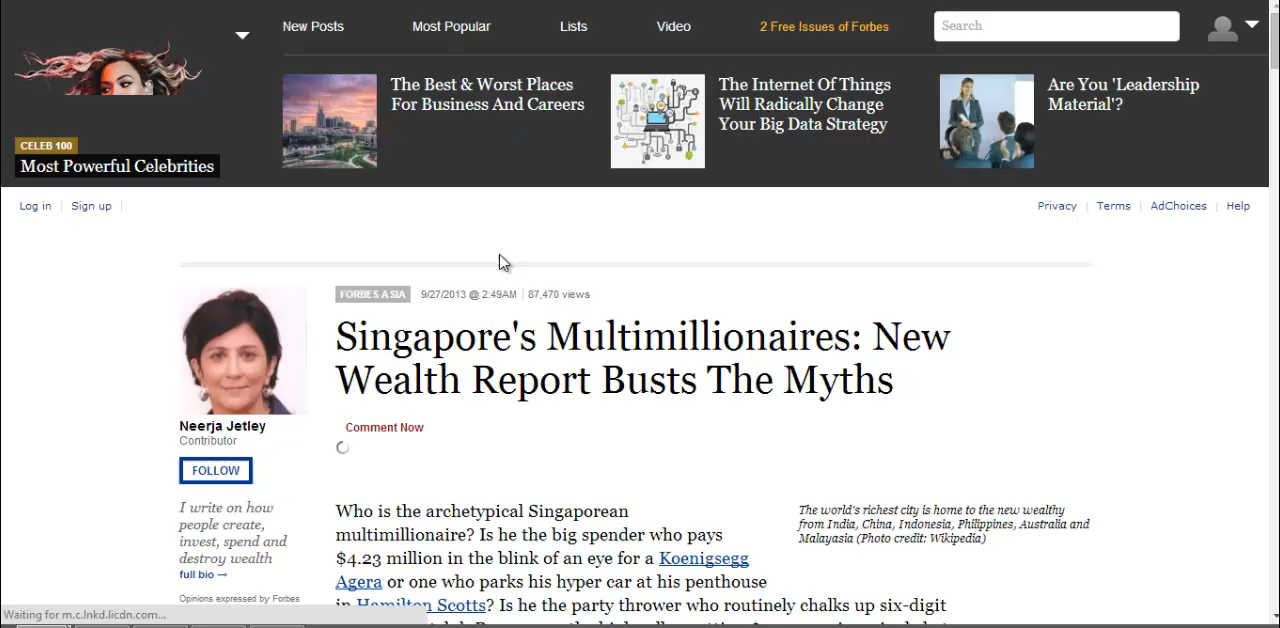 New Posts
Most Popular
Lists
Video
2 Free Issues of Forbes
Search
The Best & Worst Places
For Business And Careers
The Internet Of Things
Will Radically Change
Your Big Data Strategy
Are You 'Leadership
Material'?
CELEB 100
Most Powerful Celebrities
Log in
Sign up
Privacy
Terms
AdChoices
Help
FORBES ASIA
9/27/2013 @ 2:49AM
87,470 views
Singapore's Multimillionaires: New
Wealth Report Busts The Myths
Neerja Jetley
Contributor
FOLLOW
I write on how
people create,
invest, spend and
destroy wealth
full bio →
Opinions expressed by Forbes
Comment Now
Who is the archetypical Singaporean
multimillionaire? Is he the big spender who pays
$4.23 million in the blink of an eye for a Koenigsegg
Agera or one who parks his hyper car at his penthouse
in Hamilton Scotts? Is he the party thrower who routinely chalks up six-digit
The world's richest city is home to the new wealthy
from India, China, Indonesia, Philippines, Australia and
Malayasia (Photo credit: Wikipedia)
Waiting for m.c.lnkd.licdn.com...